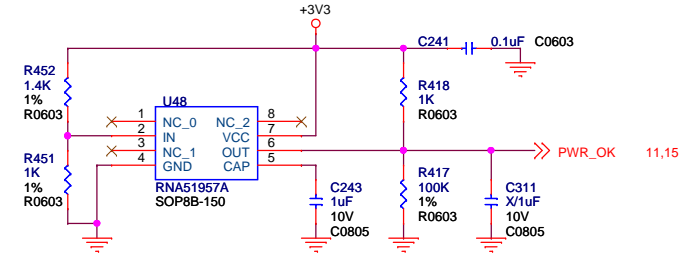 +3V3
C241
0.1uF
C0603
R452
1.4K
1%
R0603
R418
1K
R0603
U48
1
NC_0
NC_2
8
2
IN
VCC
7
3
NC_1
OUT
6
4
GND
CAP
5
RNA51957A
SOP8B-150
PWR_OK
11,15
R451
1K
1%
R0603
C243
1uF
10V
C0805
R417
100K
1%
R0603
C311
X/1uF
10V
C0805